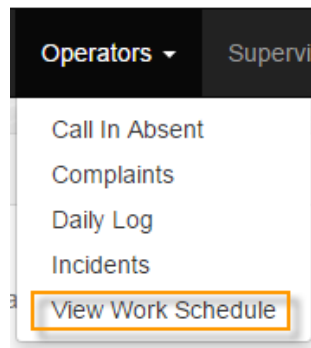 Operators Supervi
Call In Absent
Complaints
Daily Log
Incidents
View Work Schedule